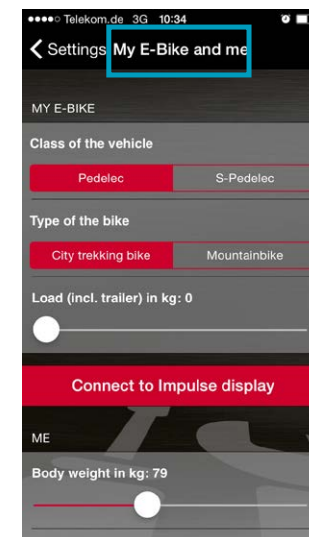 Telekom.de 3G 10:34
Settings My E-Bike and me
MY E-BIKE
Class of the vehicle
Pedelec S-Pedelec
Type of the bike
City trekking bike Mountainbike
Load (incl. trailer) in kg: 0
Connect to Impulse display
ME
Body weight in kg: 79